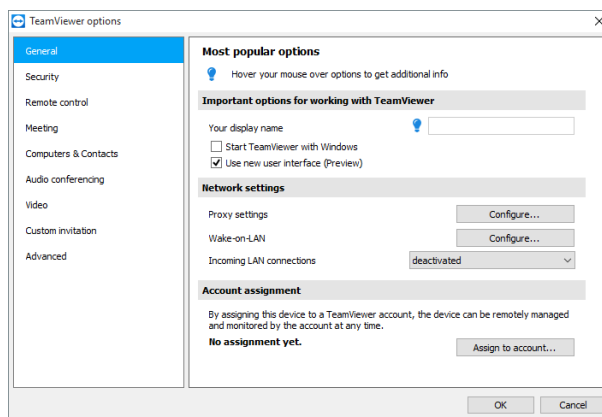 TeamViewer options
General
Security
Remote control
Meeting
Computers & Contacts
Audio conferencing
Video
Custom invitation
Advanced
Most popular options
Hover your mouse over options to get additional info
Important options for working with TeamViewer
Your display name
Start TeamViewer with Windows
Use new user interface (Preview)
Network settings
Proxy settings
Configure...
Wake-on-LAN
Configure...
Incoming LAN connections
deactivated
Account assignment
By assigning this device to a TeamViewer account, the device can be remotely managed
and monitored by the account at any time.
No assignment yet.
Assign to account...
OK
Cancel